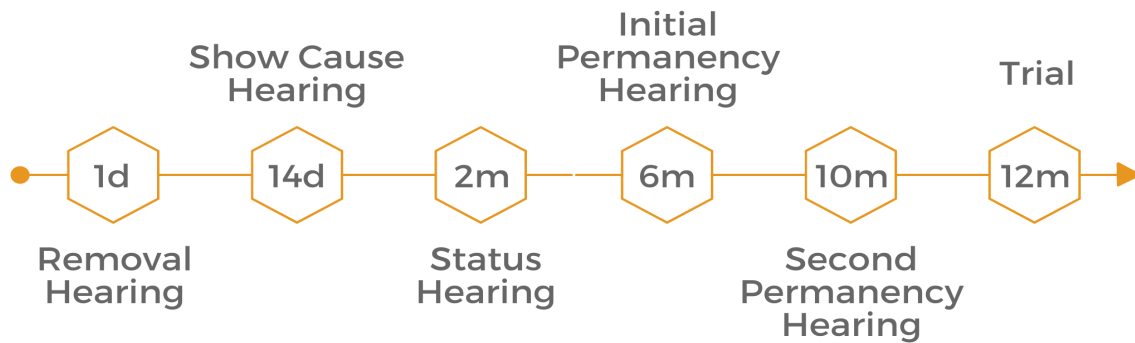 Initial
Permanency
Hearing
Show Cause
Hearing
Trial
1d
14d
2m
6m
10m
12m
Removal
Hearing
Status
Hearing
Second
Permanency
Hearing